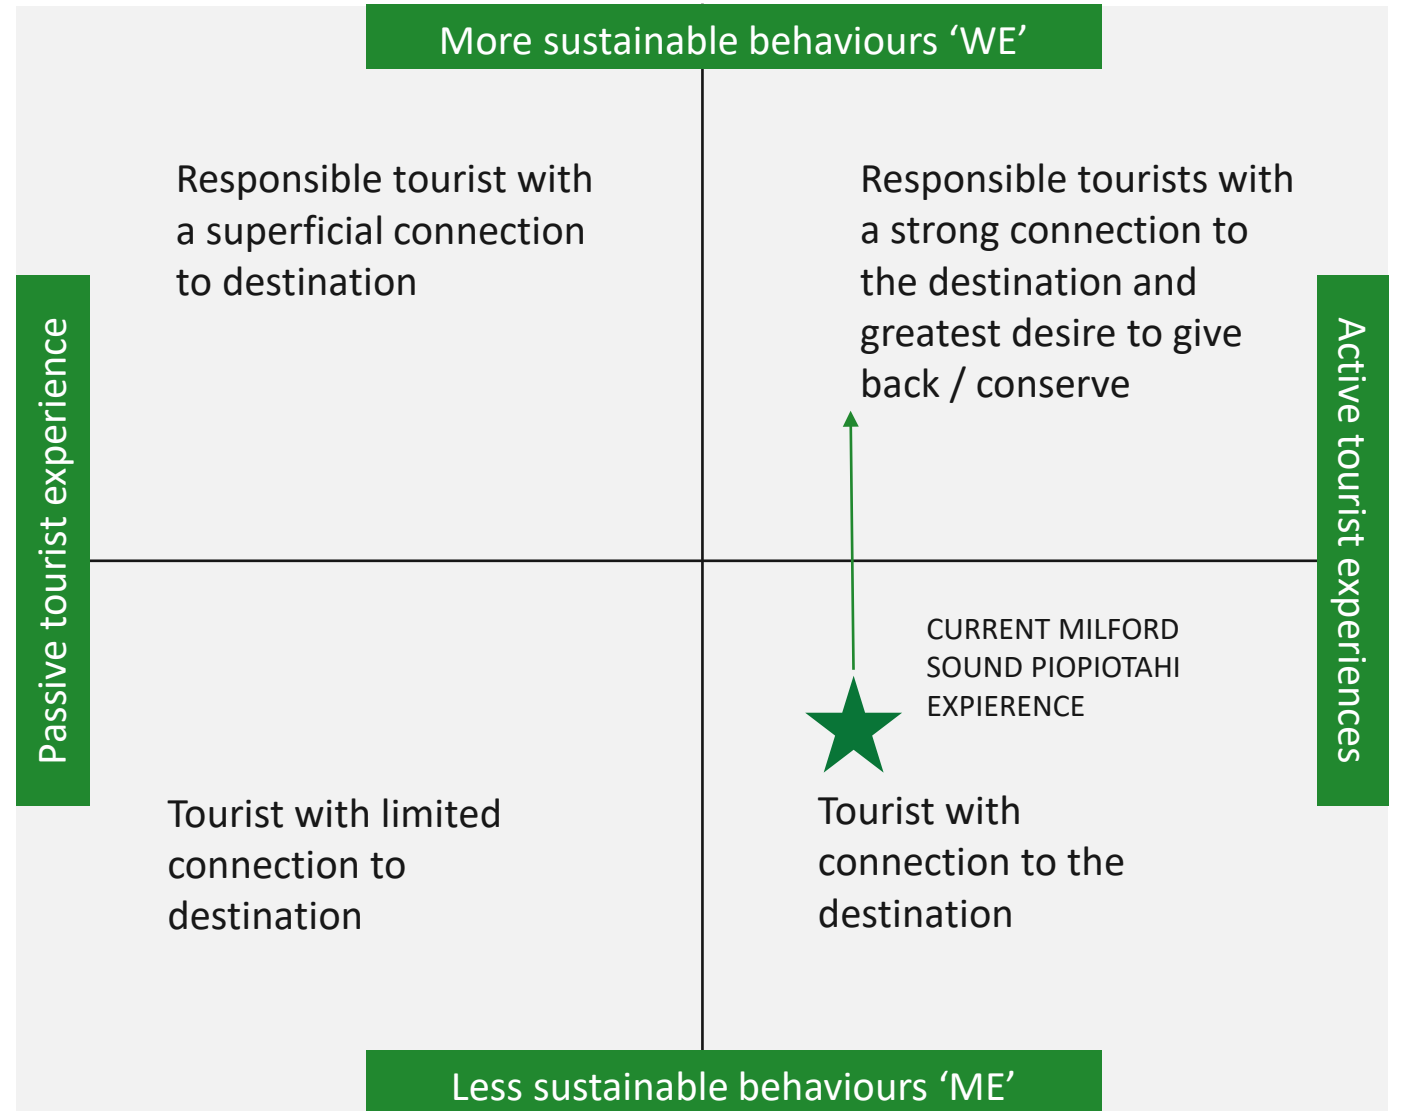 More sustainable behaviours ‘WE’
Responsible tourist with
a superficial connection
to destination
Responsible tourists with
a strong connection to
the destination and
greatest desire to give
back / conserve
Passive tourist experience
Active tourist experiences
CURRENT MILFORD
SOUND PIOPIOTAHI
EXPIERENCE
Tourist with limited
connection to
destination
Tourist with
connection to the
destination
Less sustainable behaviours ‘ME’